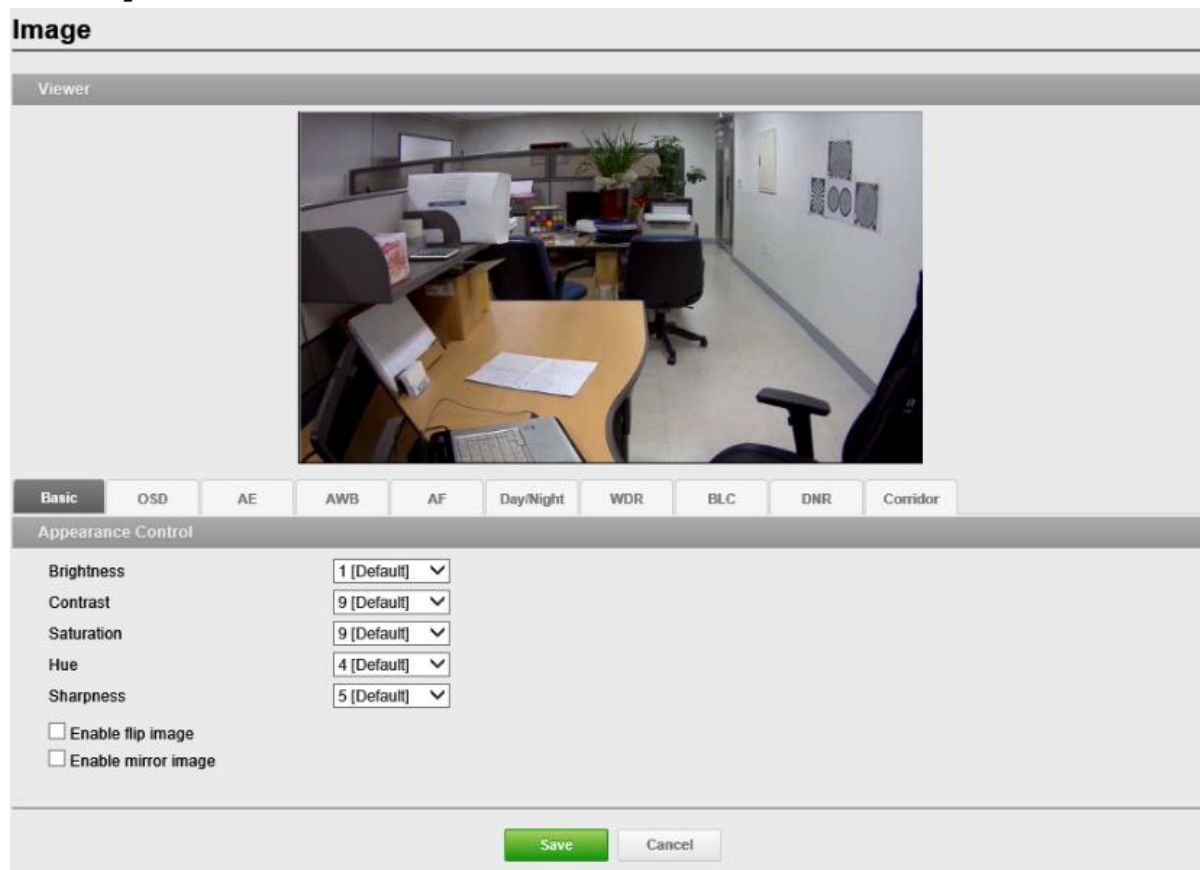 Image
Viewer
Basic OSD AE AWB AF Day/Night WDR BLC DNR Corridor
Appearance Control
Brightness 1 [Default]
Contrast 9 [Default]
Saturation 9 [Default]
Hue 4 [Default]
Sharpness 5 [Default]
Enable flip image
Enable mirror image
Save Cancel